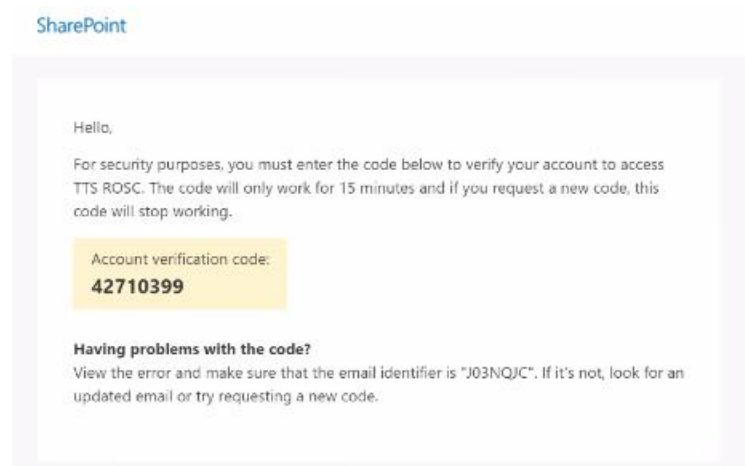 SharePoint
Hello,
For security purposes, you must enter the code below to verify your account to access
TTS ROSC. The code will only work for 15 minutes and if you request a new code, this
code will stop working.
Account verification code:
42710399
Having problems with the code?
View the error and make sure that the email identifier is "J03NQJC". If it's not, look for an
updated email or try requesting a new code.